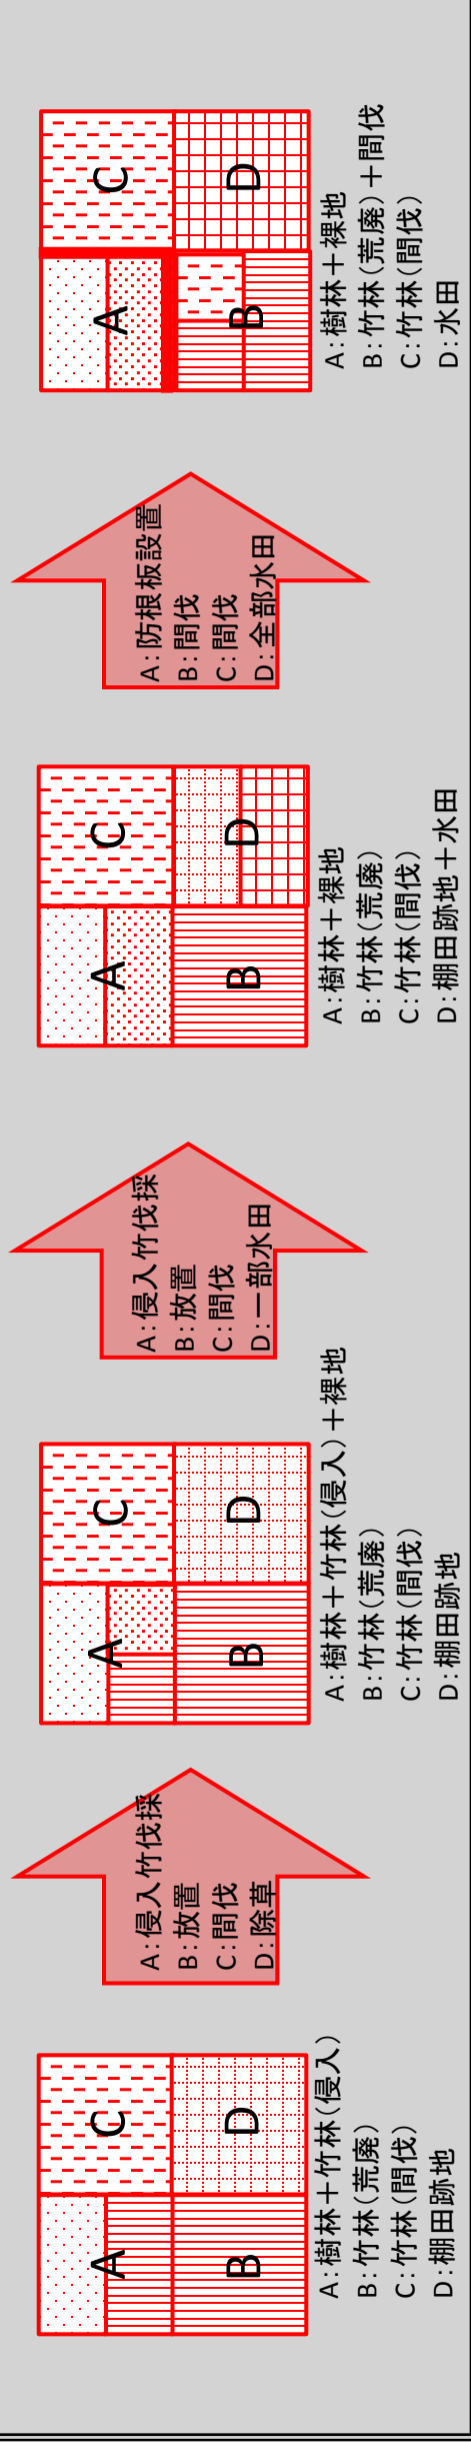 A
C
B
D
A:樹林+竹林(侵入)
B:竹林(荒廃)
C:竹林(間伐)
D:棚田跡地
A:侵入竹伐採
B:放置
C:間伐
D:除草
A
C
B
D
A:樹林+竹林(侵入)+裸地
B:竹林(荒廃)
C:竹林(間伐)
D:棚田跡地
A:侵入竹伐採
B:放置
C:間伐
D:一部水田
A
C
B
D
A:樹林+裸地
B:竹林(荒廃)
C:竹林(間伐)
D:棚田跡地+水田
A:防根板設置
B:間伐
C:間伐
D:全部水田
A
C
B
D
A:樹林+裸地
B:竹林(荒廃)+間伐
C:竹林(間伐)
D:水田